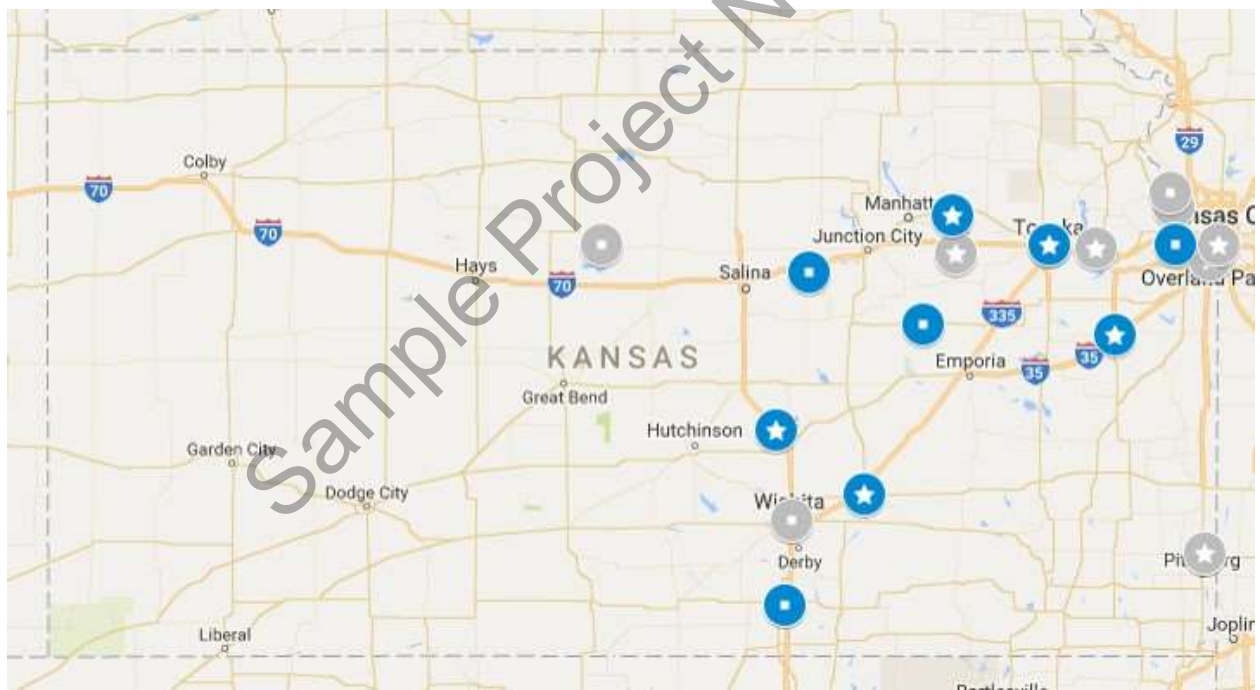 Sample Project N
29
Colby
70
Manhatt
70
Junction City
Hays
Salina
70
335
KANSAS
Emporia
35
35
Great Bend
Hutchinson
Garden City
Dodge City
Derby
Liberal
Joplin